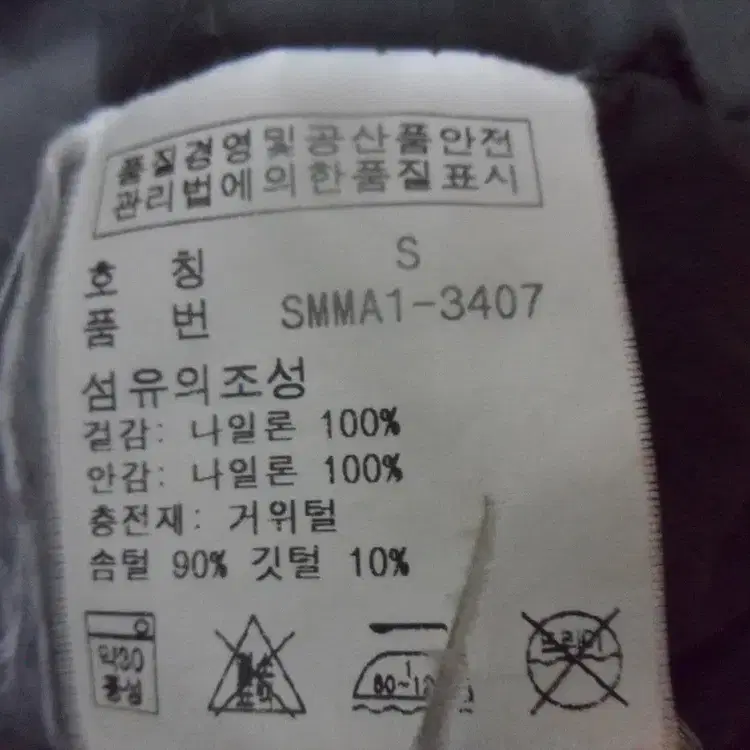 품질경영및공산품안전
관리법에의한품질표시
호 칭 S
품 번 SMMA1-3407
섬유의조성
겉감: 나일론 100%
안감: 나일론 100%
충전재: 거위털
솜털 90% 깃털 10%
약30
중성
80~12
드라이